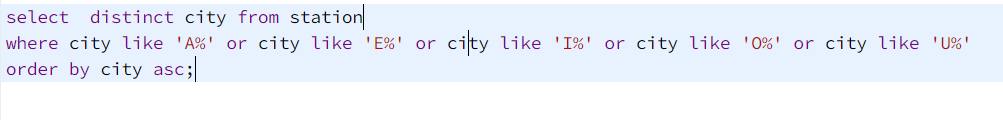 select  distinct city from station
where city like 'A%' or city like 'E%' or city like 'I%' or city like 'O%' or city like 'U%'
order by city asc;